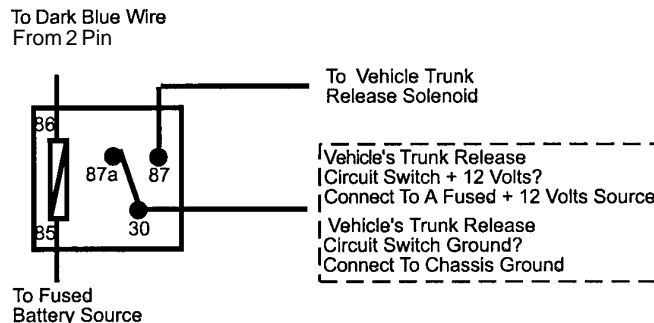 To Dark Blue Wire
From 2 Pin
To Vehicle Trunk
Release Solenoid
86
87a
87
85
30
Vehicle's Trunk Release
Circuit Switch + 12 Volts?
Connect To A Fused + 12 Volts Source
Vehicle's Trunk Release
Circuit Switch Ground?
Connect To Chassis Ground
To Fused
Battery Source